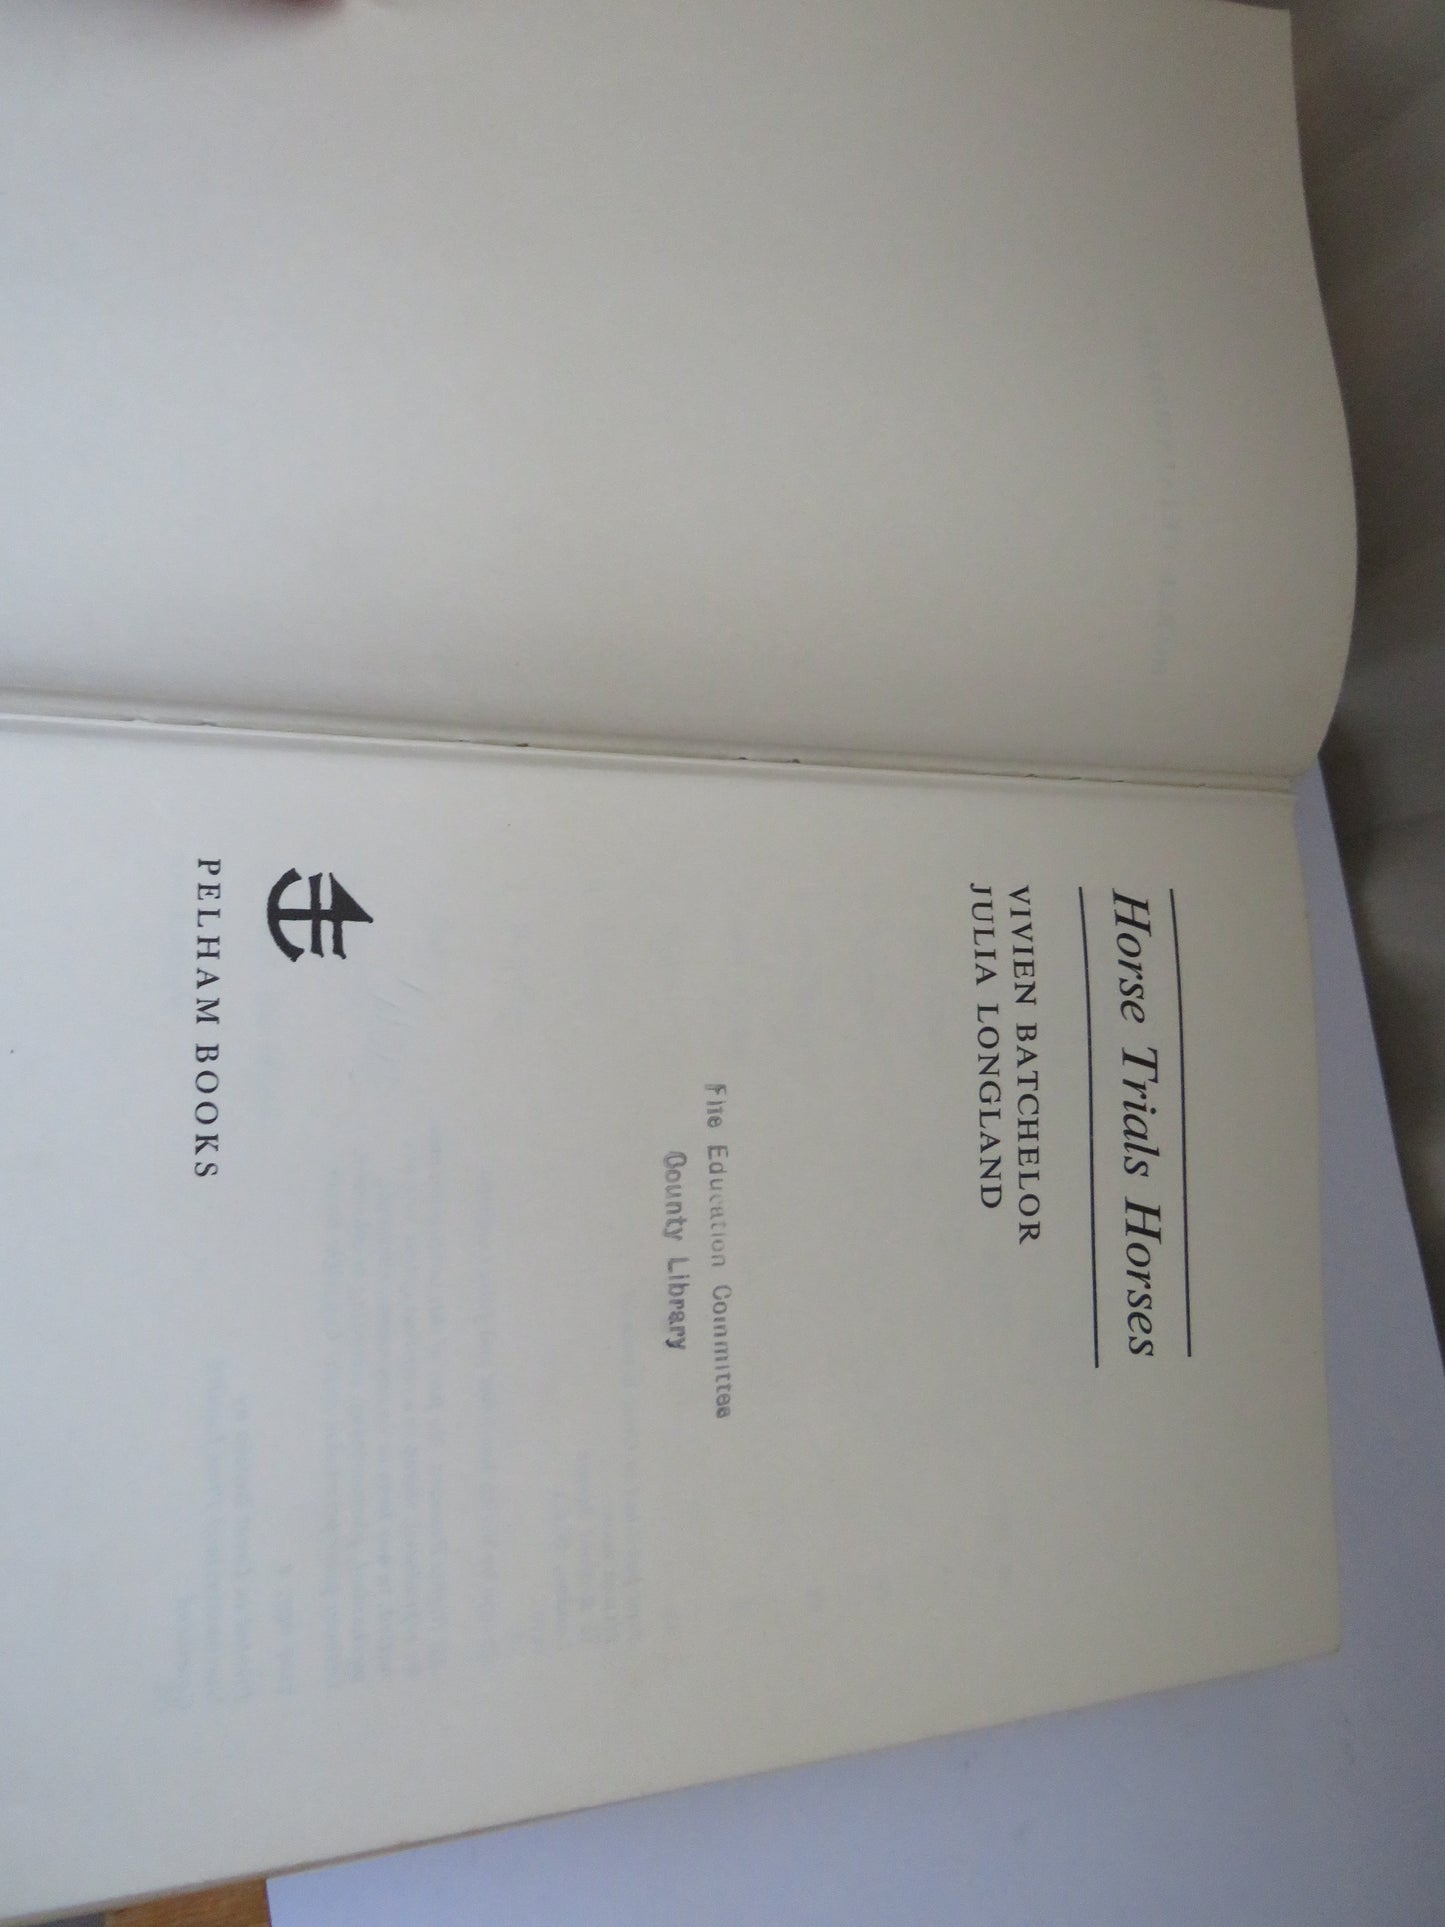 Horse Trials Horses
VIVIEN BATCHELOR
JULIA LONGLAND
Fife Education Committee
County Library
PELHAM BOOKS